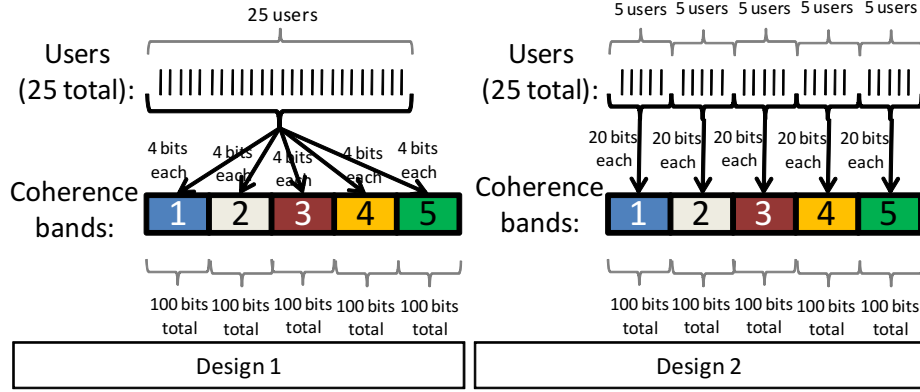 25 users
Users
(25 total):
4 bits
each
4 bits
each
4 bits
each
4 bits
each
4 bits
each
Coherence
bands:
1 2 3 4 5
100 bits
total
100 bits
total
100 bits
total
100 bits
total
100 bits
total
Design 1
5 users 5 users 5 users 5 users 5 users
Users
(25 total):
20 bits
each
20 bits
each
20 bits
each
20 bits
each
20 bits
each
Coherence
bands:
1 2 3 4 5
100 bits
total
100 bits
total
100 bits
total
100 bits
total
100 bits
total
Design 2